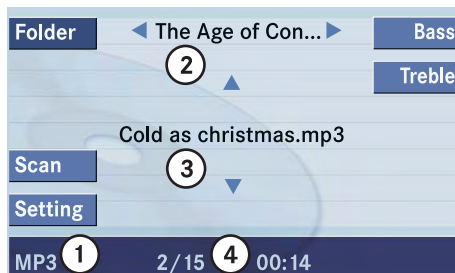 Folder
The Age of Con...
Bass
2
Treble
Cold as christmas.mp3
Scan
3
Setting
MP3 1 2/15 4 00:14